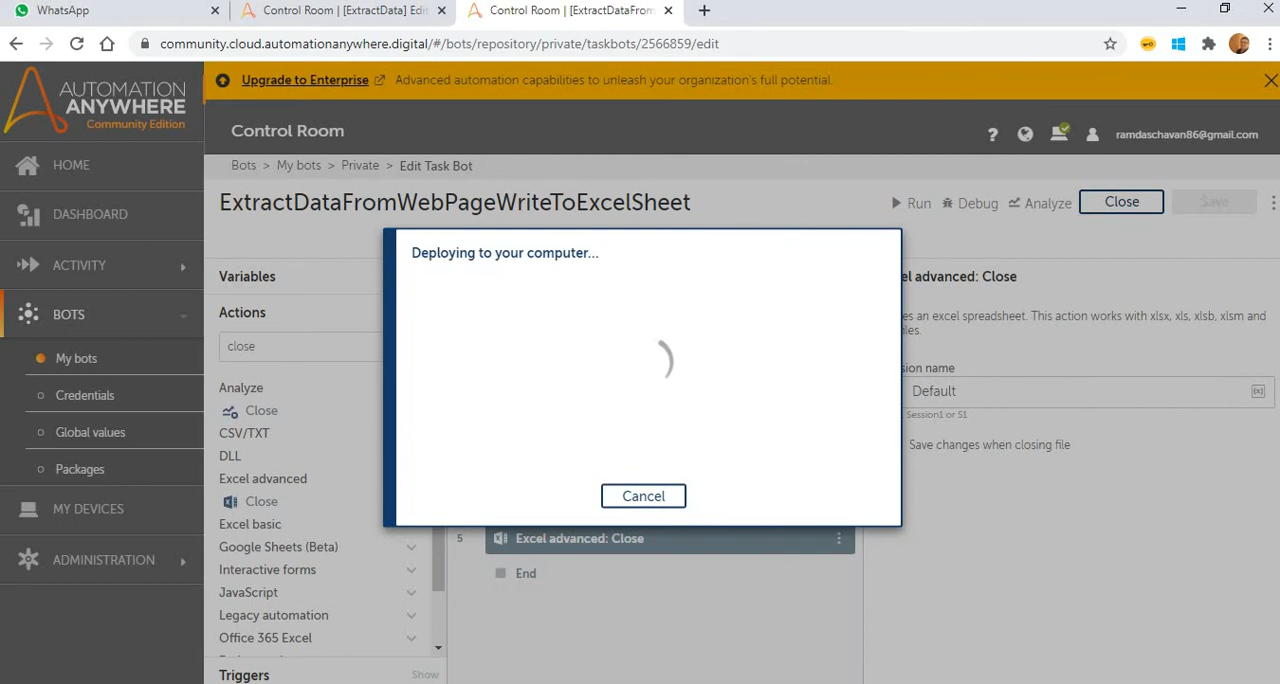 WhatsApp
Control Room | [ExtractData] Edi
Control Room | [ExtractDataFrom
community.cloud.automationanywhere.digital/#/bots/repository/private/taskbots/2566859/edit
AUTOMATION
ANYWHERE
Community Edition
Upgrade to Enterprise
Advanced automation capabilities to unleash your organization's full potential.
Control Room
ramdaschavan86@gmail.com
HOME
DASHBOARD
ACTIVITY
BOTS
My bots
Credentials
Global values
Packages
MY DEVICES
ADMINISTRATION
Bots > My bots > Private > Edit Task Bot
ExtractDataFromWebPageWriteToExcelSheet
Run
Debug
Analyze
Close
Save
Variables
Actions
close
Analyze
Close
CSV/TXT
DLL
Excel advanced
Close
Excel basic
Google Sheets (Beta)
Interactive forms
JavaScript
Legacy automation
Office 365 Excel
Triggers
Show
Deploying to your computer...
Cancel
5 Excel advanced: Close
End
el advanced: Close
es an excel spreadsheet. This action works with xlsx, xls, xlsb, xlsm and
iles.
sion name
Default
Session1 or S1
Save changes when closing file